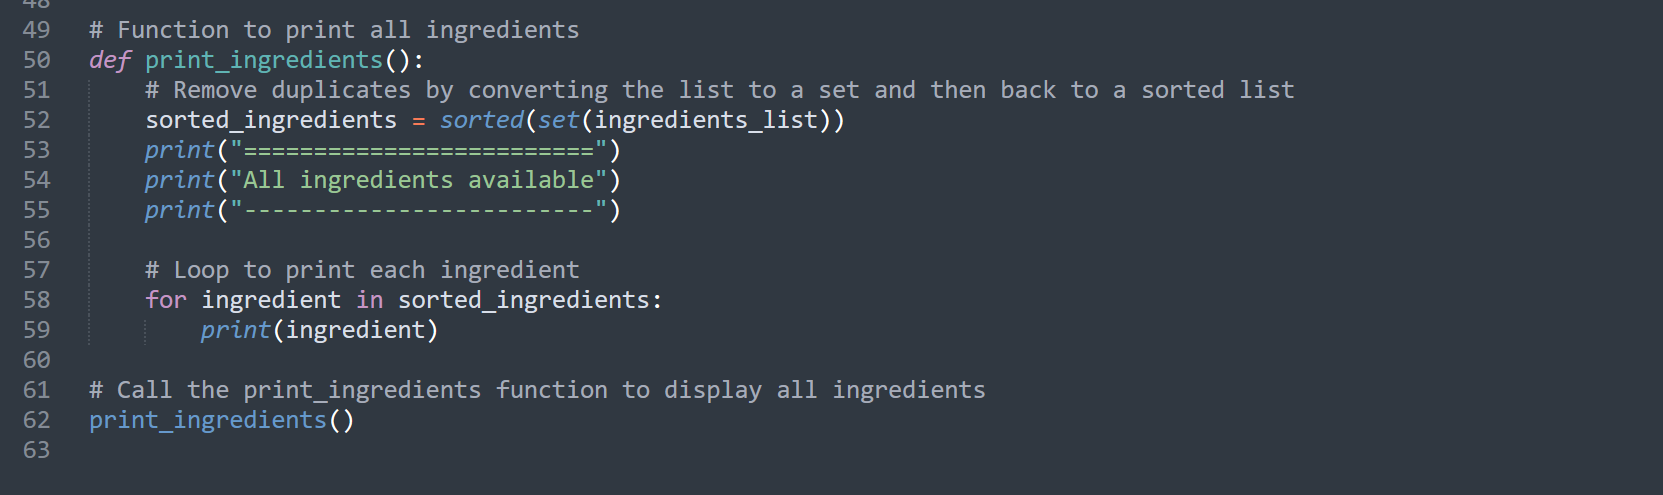 48
49 # Function to print all ingredients
50 def print_ingredients():
51     # Remove duplicates by converting the list to a set and then back to a sorted list
52     sorted_ingredients = sorted(set(ingredients_list))
53     print("=========================")
54     print("All ingredients available")
55     print("-------------------------")
56
57     # Loop to print each ingredient
58     for ingredient in sorted_ingredients:
59         print(ingredient)
60
61 # Call the print_ingredients function to display all ingredients
62 print_ingredients()
63